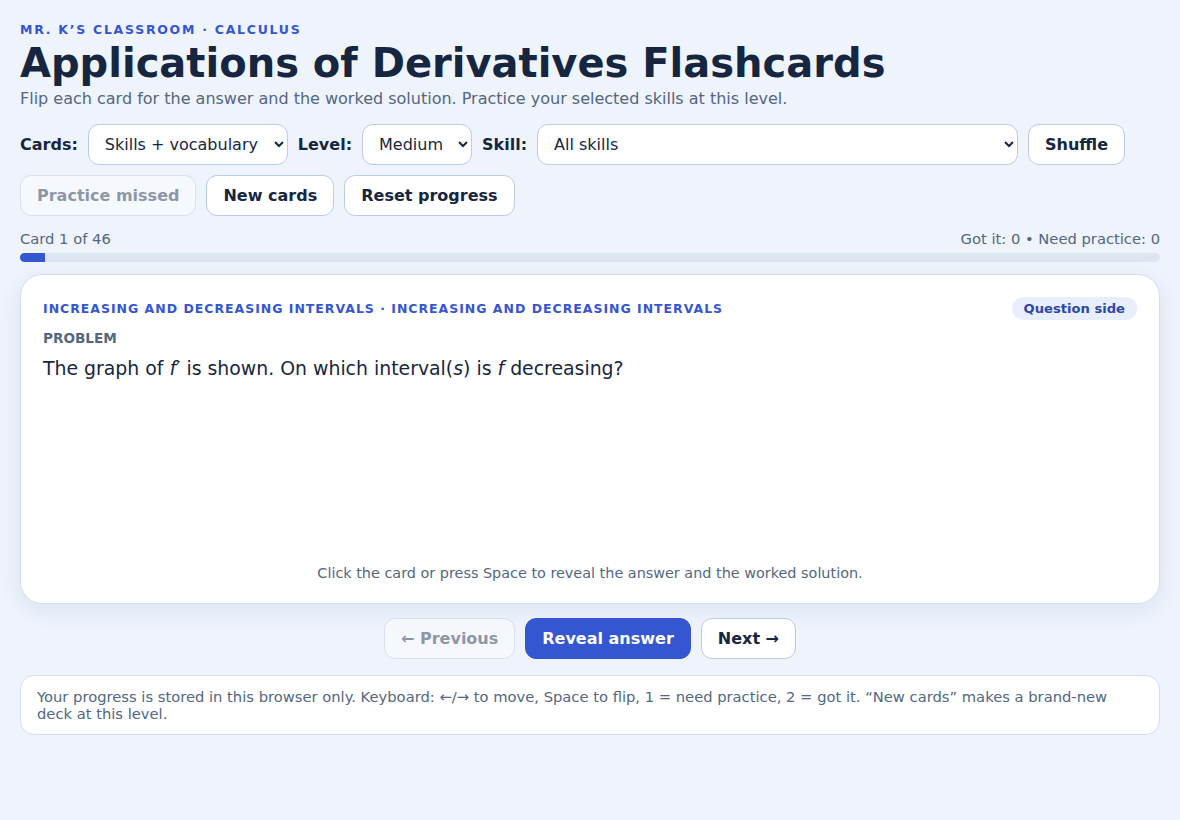 MR. K’S CLASSROOM · CALCULUS
Applications of Derivatives Flashcards
Flip each card for the answer and the worked solution. Practice your selected skills at this level.
Cards: Skills + vocabulary Level: Medium Skill: All skills Shuffle
Practice missed New cards Reset progress
Card 1 of 46 Got it: 0 • Need practice: 0
INCREASING AND DECREASING INTERVALS · INCREASING AND DECREASING INTERVALS Question side
PROBLEM
The graph of f′ is shown. On which interval(s) is f decreasing?
Click the card or press Space to reveal the answer and the worked solution.
← Previous Reveal answer Next →
Your progress is stored in this browser only. Keyboard: ←/→ to move, Space to flip, 1 = need practice, 2 = got it. “New cards” makes a brand-new
deck at this level.